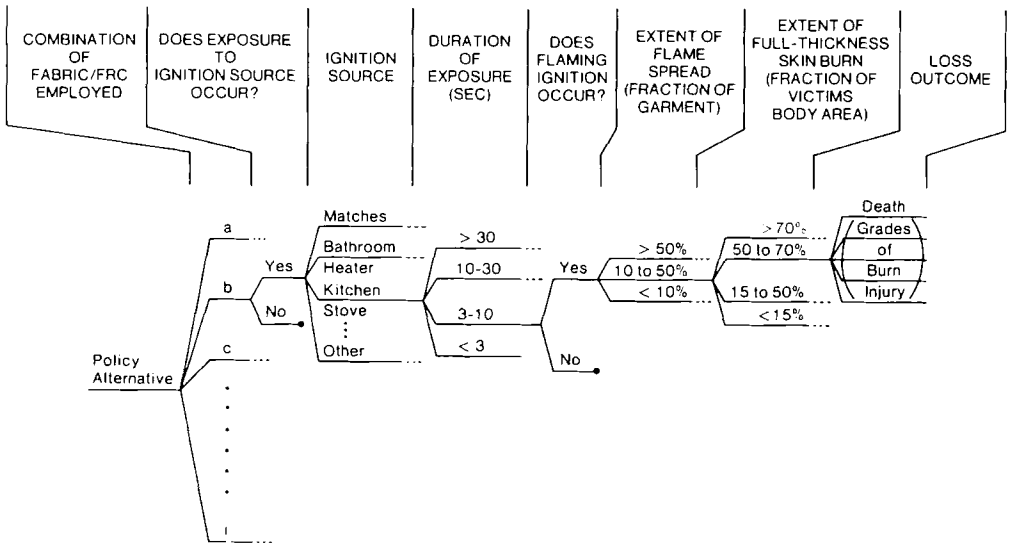 COMBINATION
OF
FABRIC/FRC
EMPLOYED
DOES EXPOSURE
TO
IGNITION SOURCE
OCCUR?
IGNITION
SOURCE
DURATION
OF
EXPOSURE
(SEC)
DOES
FLAMING
IGNITION
OCCUR?
EXTENT OF
FLAME
SPREAD
(FRACTION OF
GARMENT)
EXTENT OF
FULL-THICKNESS
SKIN BURN
(FRACTION OF
VICTIMS
BODY AREA)
LOSS
OUTCOME
Policy
Alternative
a
b
c
Yes
No
Matches
Bathroom
Heater
Kitchen
Stove
Other
> 30
10-30
3-10
< 3
Yes
No
> 50%
10 to 50%
< 10%
> 70%
50 to 70%
15 to 50%
< 15%
Death
Grades
of
Burn
Injury